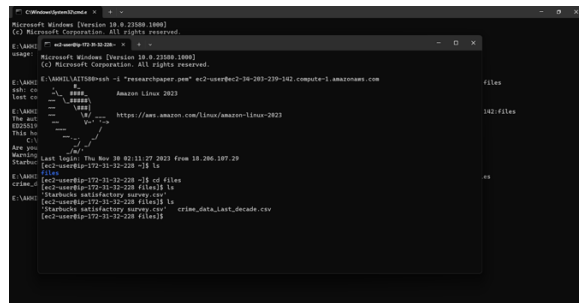 C:\Windows\System32\cmd.e
Microsoft Windows [Version 10.0.23580.1000]
(c) Microsoft Corporation. All rights reserved.
E:\AKHI
usage:
E:\AKHI
ssh: co
lost co
E:\AKHI
The aut
ED25519
This ho
C:\
Are you
Warning
Starbuc
E:\AKHI
crime_d
E:\AKHI
files
142:files
es
ec2-user@ip-172-31-32-228:~
Microsoft Windows [Version 10.0.23580.1000]
(c) Microsoft Corporation. All rights reserved.
E:\AKHIL\AIT580>ssh -i "researchpaper.pem" ec2-user@ec2-34-203-239-142.compute-1.amazonaws.com
Amazon Linux 2023
https://aws.amazon.com/linux/amazon-linux-2023
Last login: Thu Nov 30 02:11:27 2023 from 18.206.107.29
[ec2-user@ip-172-31-32-228 ~]$ ls
files
[ec2-user@ip-172-31-32-228 ~]$ cd files
[ec2-user@ip-172-31-32-228 files]$ ls
'Starbucks satisfactory survey.csv'
[ec2-user@ip-172-31-32-228 files]$ ls
'Starbucks satisfactory survey.csv' crime_data_Last_decade.csv
[ec2-user@ip-172-31-32-228 files]$